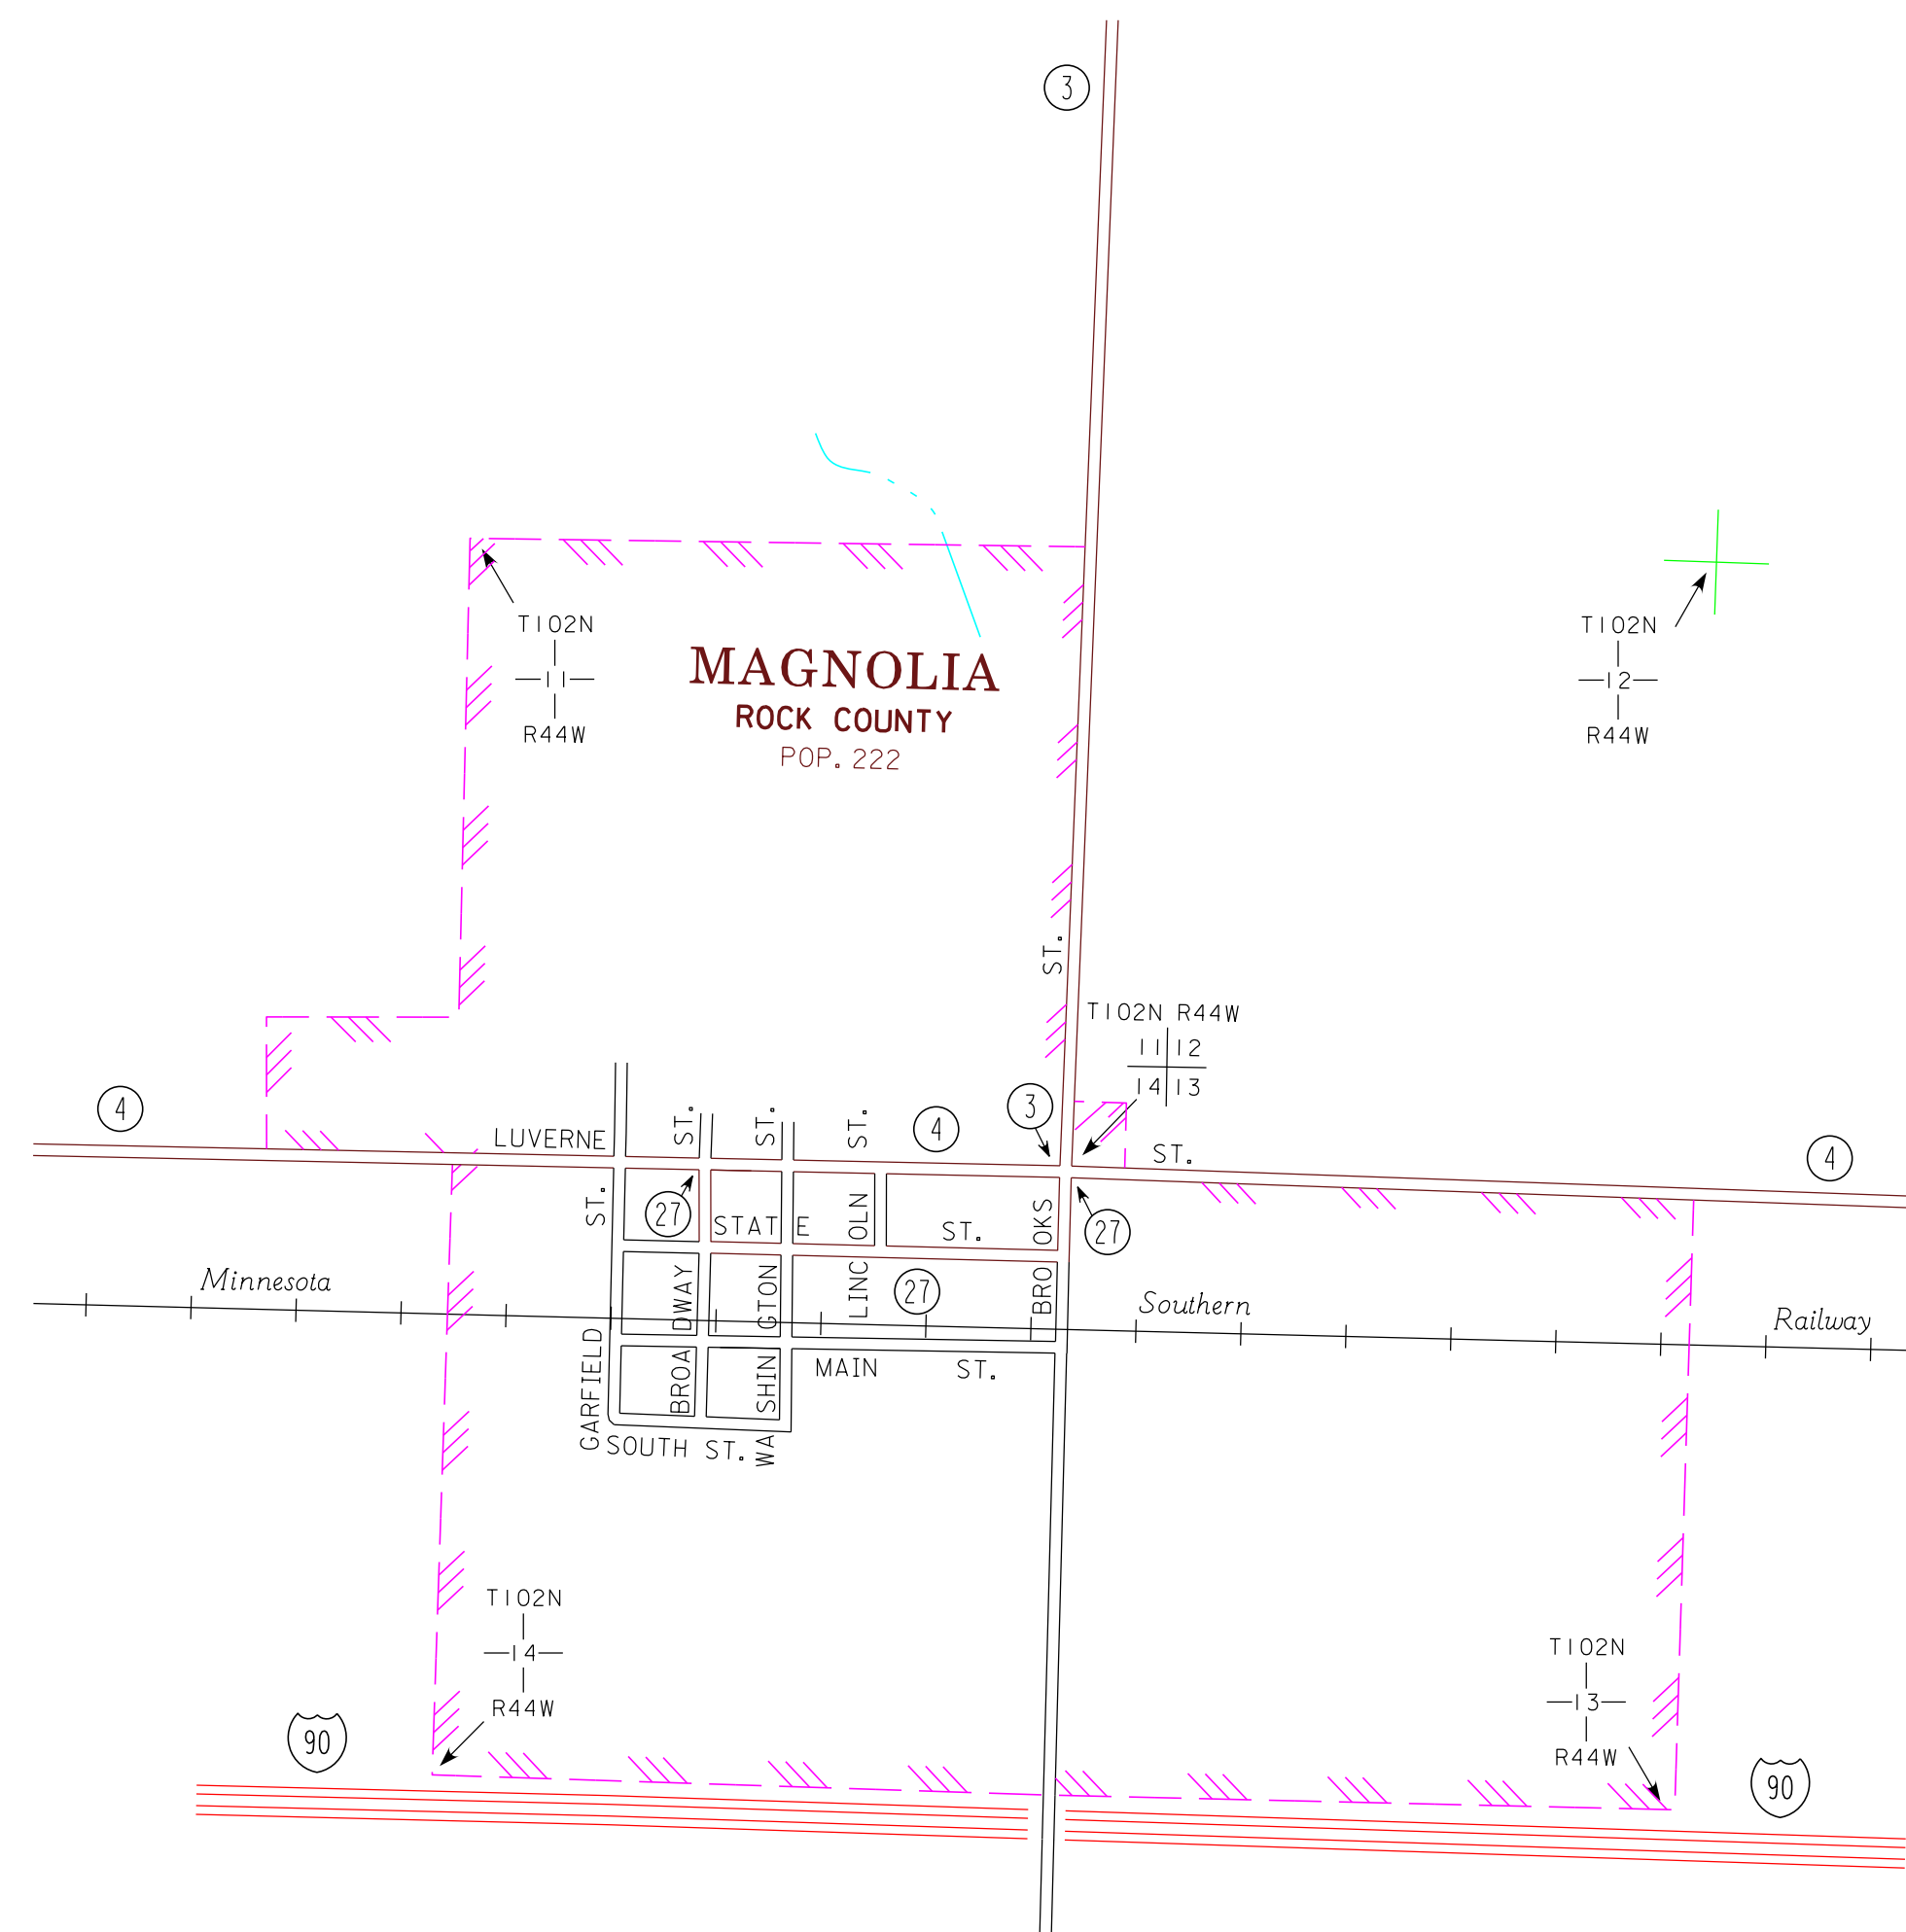 3
T102N
11
R44W
MAGNOLIA
ROCK COUNTY
POP. 222
T102N
12
R44W
T102N R44W
11 12
14 13
4
LUVERNE ST.
4
3
4
27
27
STATE ST.
27
GARFIELD ST.
BROADWAY ST.
WASHINGTON ST.
LINCOLN ST.
BROOKS ST.
Minnesota Southern Railway
MAIN ST.
SOUTH ST.
T102N
14
R44W
T102N
13
R44W
90
90